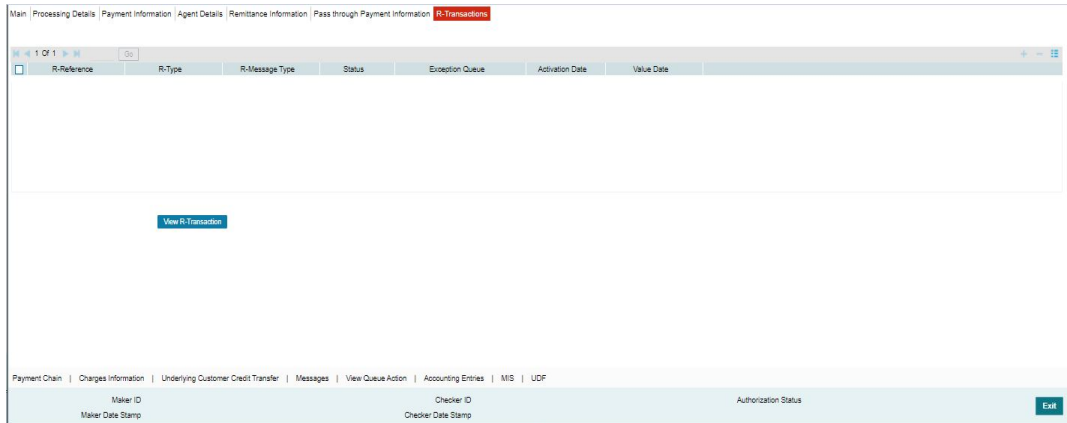 Main Processing Details Payment Information Agent Details Remittance Information Pass through Payment Information R-Transactions
1 Of 1 Go
R-Reference R-Type R-Message Type Status Exception Queue Activation Date Value Date
View R-Transaction
Payment Chain | Charges Information | Underlying Customer Credit Transfer | Messages | View Queue Action | Accounting Entries | MIS | UDF
Maker ID Checker ID Authorization Status
Maker Date Stamp Checker Date Stamp
Exit